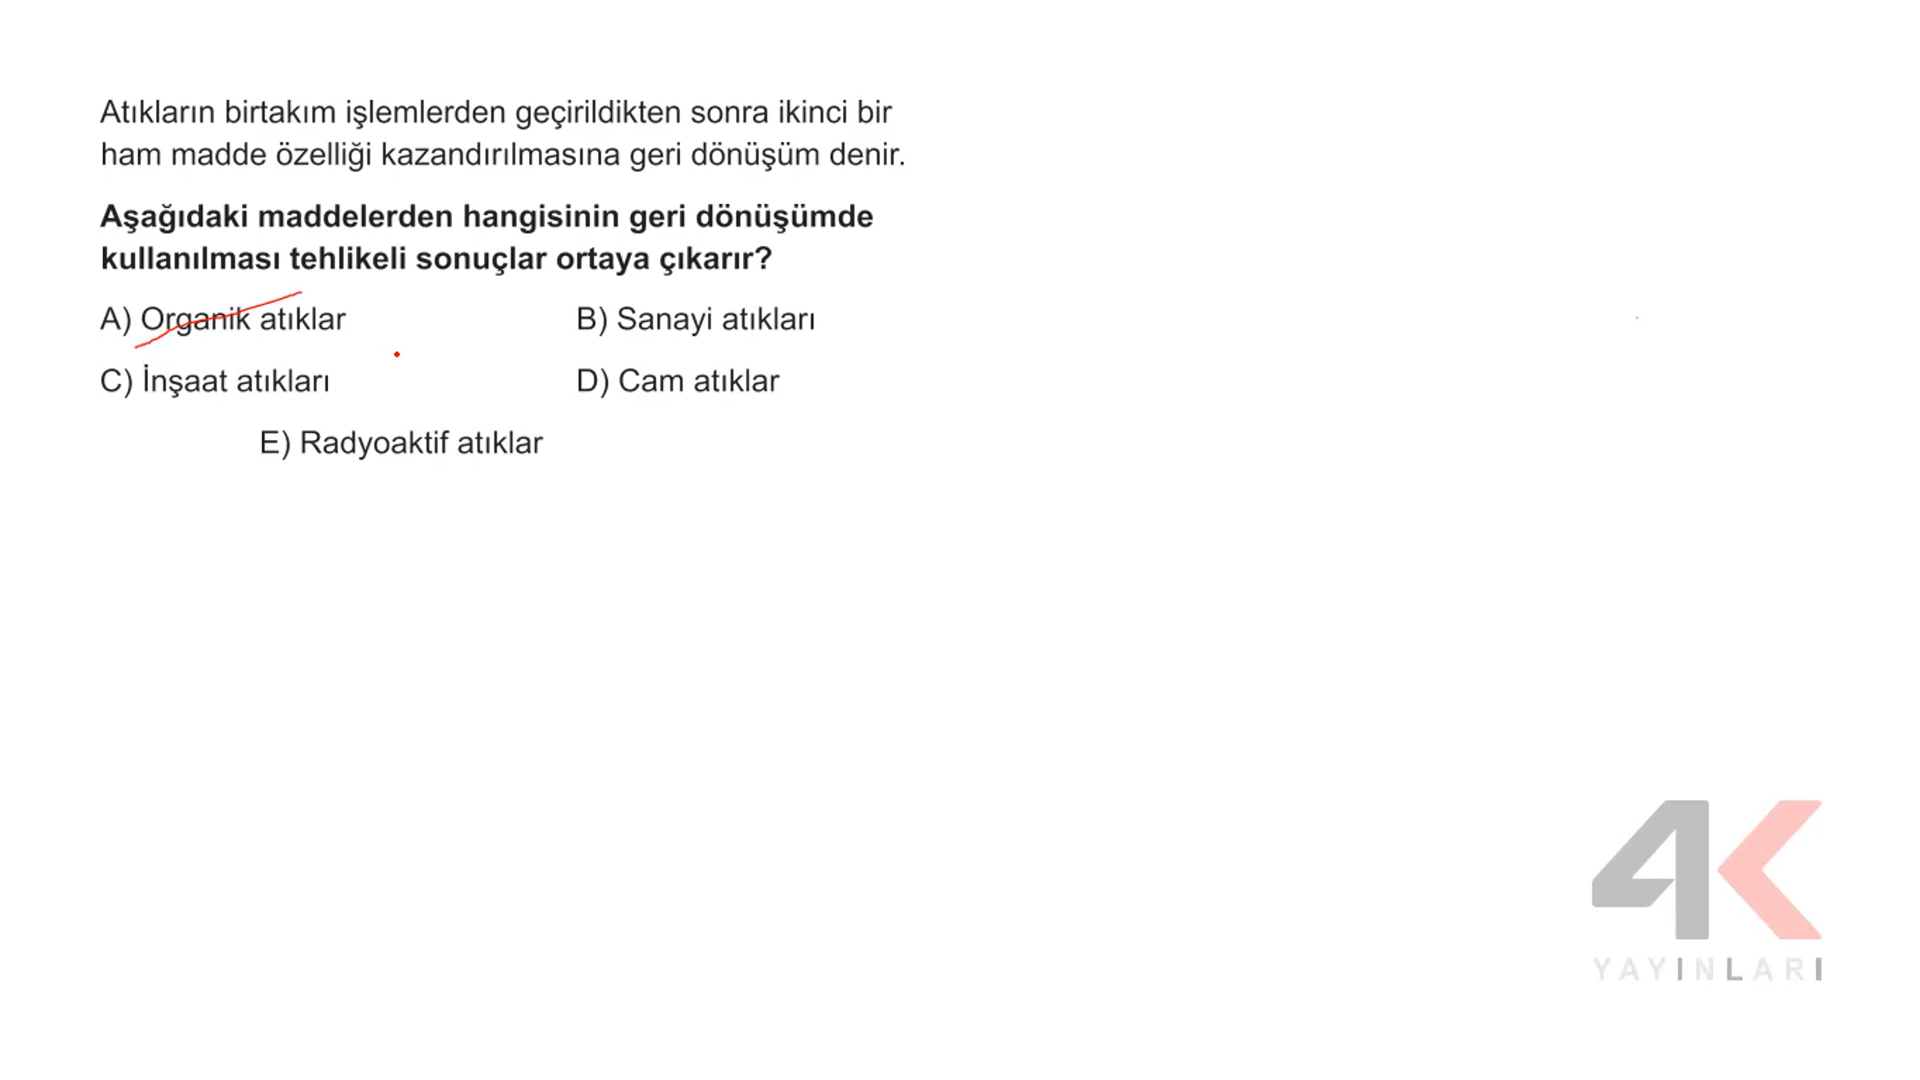 Atıkların birtakım işlemlerden geçirildikten sonra ikinci bir
ham madde özelliği kazandırılmasına geri dönüşüm denir.
Aşağıdaki maddelerden hangisinin geri dönüşümde
kullanılması tehlikeli sonuçlar ortaya çıkarır?
A) Organik atıklar B) Sanayi atıkları
C) İnşaat atıkları D) Cam atıklar
E) Radyoaktif atıklar
4K
YAYINLARI